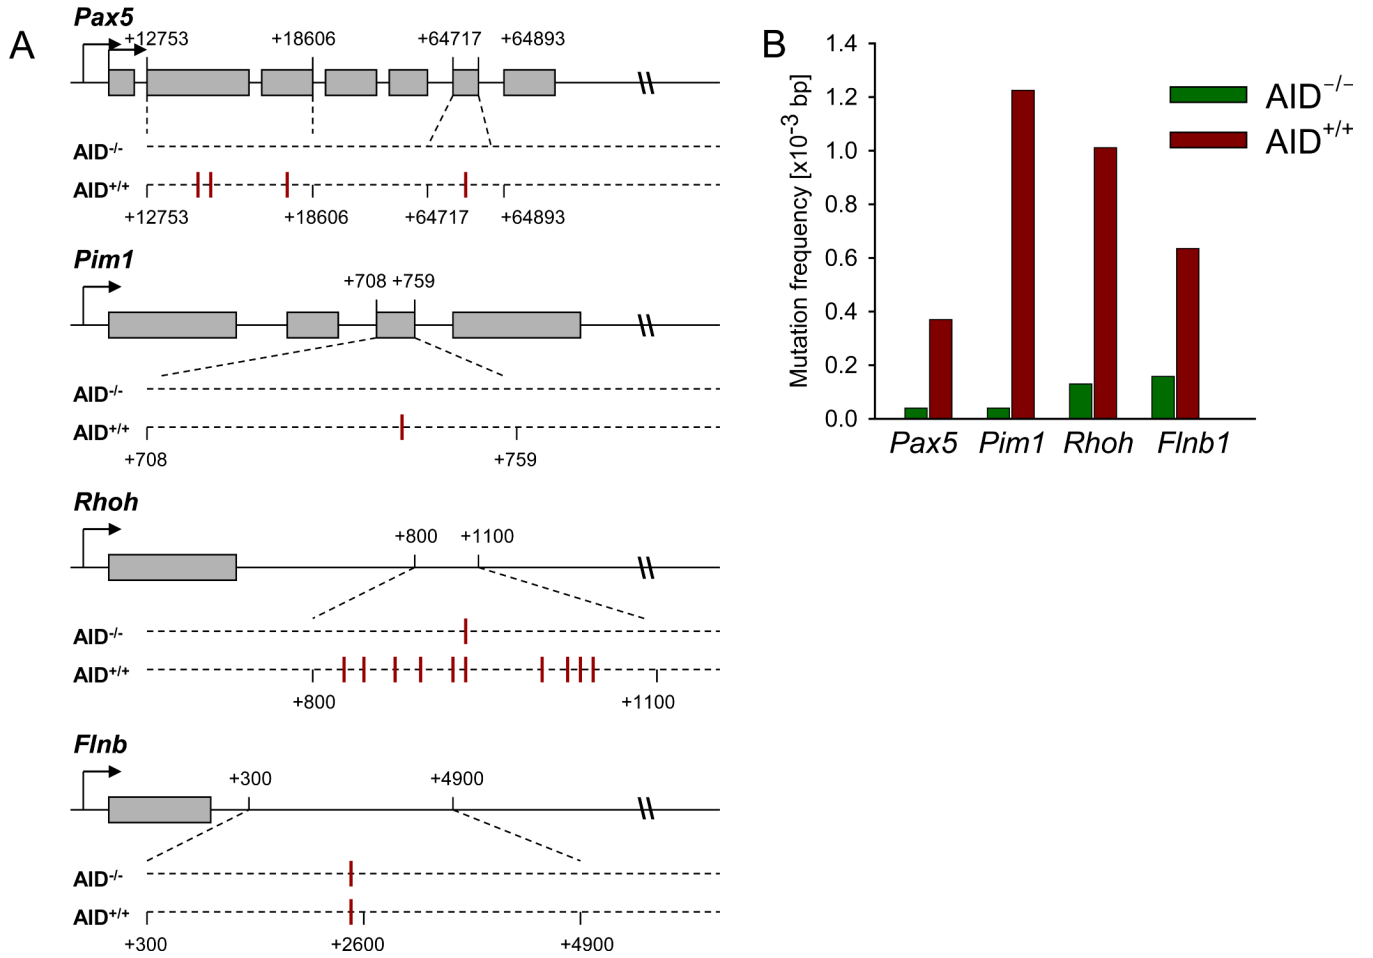 A
Pax5
+12753 +18606 +64717 +64893
AID-/-
AID+/+
+12753 +18606 +64717 +64893
Pim1
+708 +759
AID-/-
AID+/+
+708 +759
Rhoh
+800 +1100
AID-/-
AID+/+
+800 +1100
Flnb
+300 +4900
AID-/-
AID+/+
+300 +2600 +4900
B
Mutation frequency [x10-3 bp]
1.4
1.2
1.0
0.8
0.6
0.4
0.2
0.0
Pax5 Pim1 Rhoh Flnb1
AID-/-
AID+/+